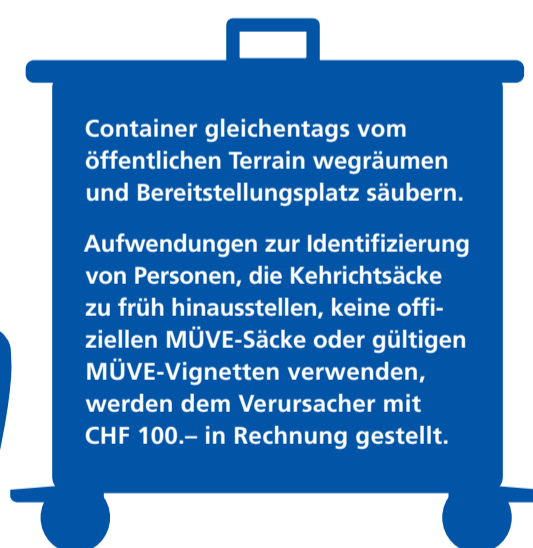 Container gleichentags vom
öffentlichen Terrain wegräumen
und Bereitstellungsplatz säubern.
Aufwendungen zur Identifizierung
von Personen, die Kehrichtsäcke
zu früh hinausstellen, keine offi-
ziellen MÜVE-Säcke oder gültigen
MÜVE-Vignetten verwenden,
werden dem Verursacher mit
CHF 100.– in Rechnung gestellt.